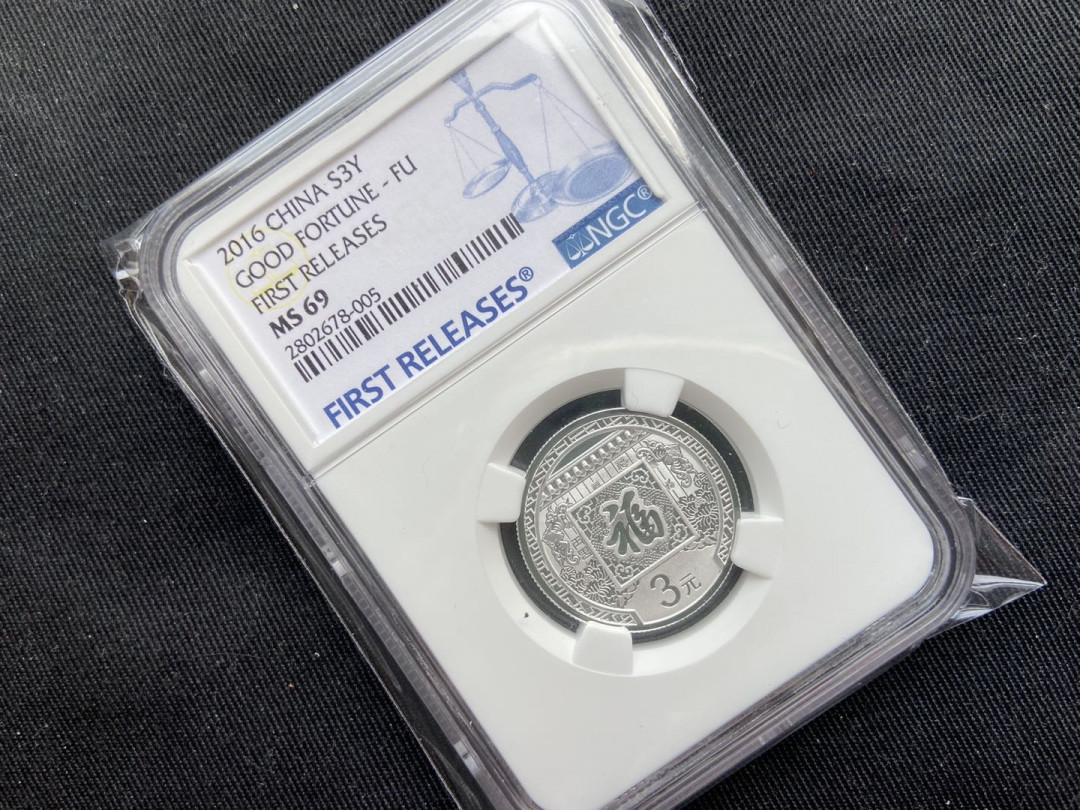 2016 CHINA S3Y
GOOD FORTUNE - FU
FIRST RELEASES
MS 69
2802678-005
NGC®
FIRST RELEASES®
福
3元